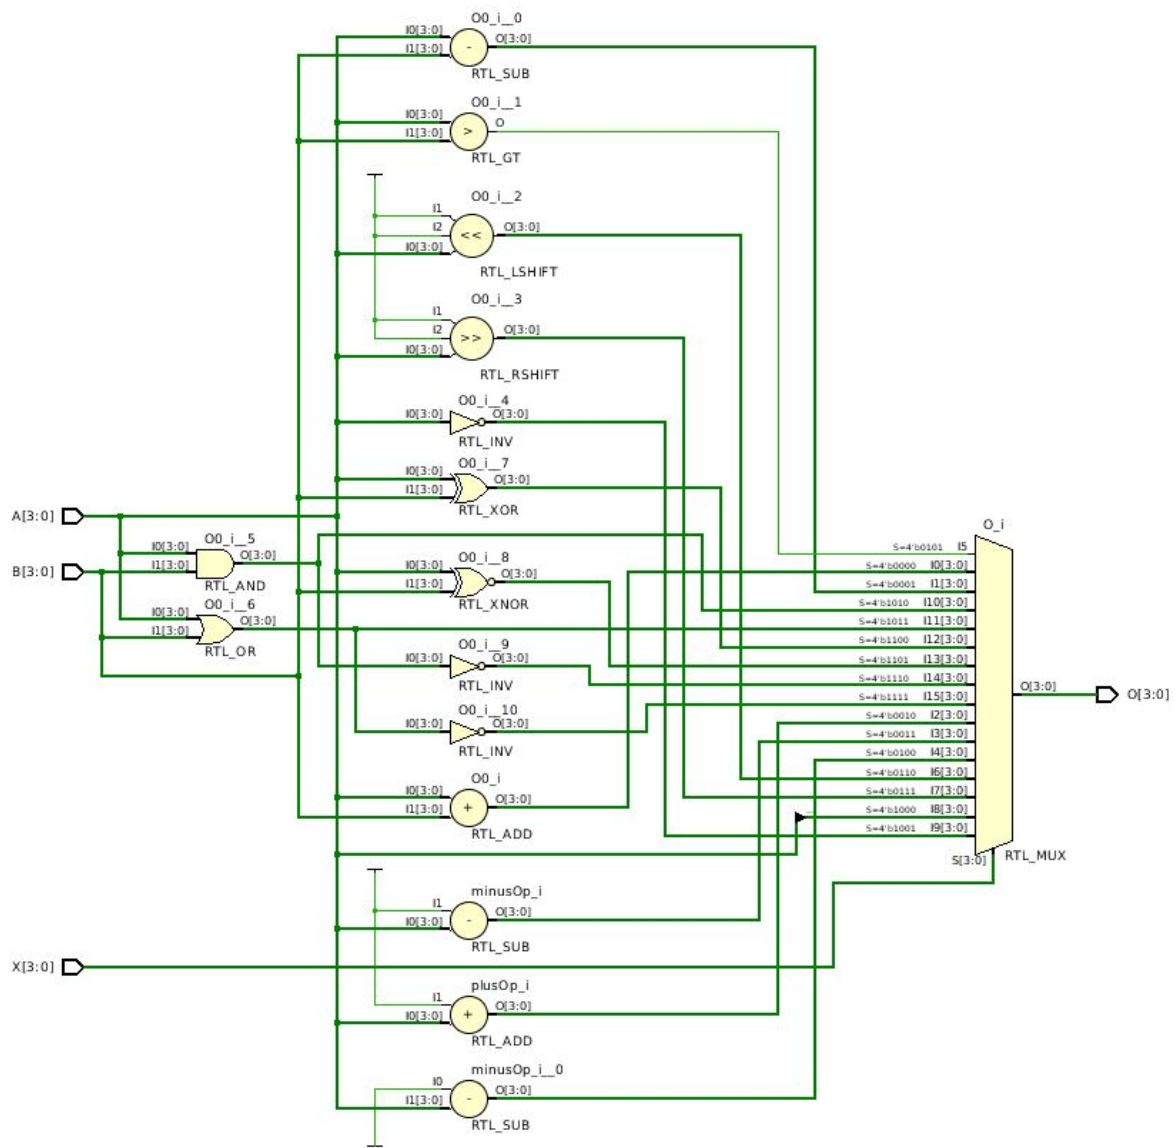 O0_i__0
I0[3:0]
O[3:0]
I1[3:0]
-
RTL_SUB
O0_i__1
I0[3:0]
O
I1[3:0]
>
RTL_GT
O0_i__2
I1
I2
O[3:0]
<<
I0[3:0]
RTL_LSHIFT
O0_i__3
I1
I2
O[3:0]
>>
I0[3:0]
RTL_RSHIFT
O0_i__4
I0[3:0]
O[3:0]
RTL_INV
O0_i__7
I0[3:0]
O[3:0]
I1[3:0]
RTL_XOR
A[3:0]
B[3:0]
O0_i__5
I0[3:0]
O[3:0]
I1[3:0]
RTL_AND
O0_i__6
I0[3:0]
O[3:0]
I1[3:0]
RTL_OR
O0_i__8
I0[3:0]
O[3:0]
I1[3:0]
RTL_XNOR
O0_i__9
I0[3:0]
O[3:0]
RTL_INV
O0_i__10
I0[3:0]
O[3:0]
RTL_INV
O0_i
I0[3:0]
O[3:0]
I1[3:0]
+
RTL_ADD
O_i
S=4'b0101 I5
S=4'b0000 I0[3:0]
S=4'b0001 I1[3:0]
S=4'b1010 I10[3:0]
S=4'b1011 I11[3:0]
S=4'b1100 I12[3:0]
S=4'b1101 I13[3:0]
S=4'b1110 I14[3:0]
S=4'b1111 I15[3:0]
S=4'b0010 I2[3:0]
S=4'b0011 I3[3:0]
S=4'b0100 I4[3:0]
S=4'b0110 I6[3:0]
S=4'b0111 I7[3:0]
S=4'b1000 I8[3:0]
S=4'b1001 I9[3:0]
S[3:0]
RTL_MUX
O[3:0]
O[3:0]
minusOp_i
I1
O[3:0]
I0[3:0]
-
RTL_SUB
X[3:0]
plusOp_i
I1
O[3:0]
I0[3:0]
+
RTL_ADD
minusOp_i__0
I0
O[3:0]
I1[3:0]
-
RTL_SUB